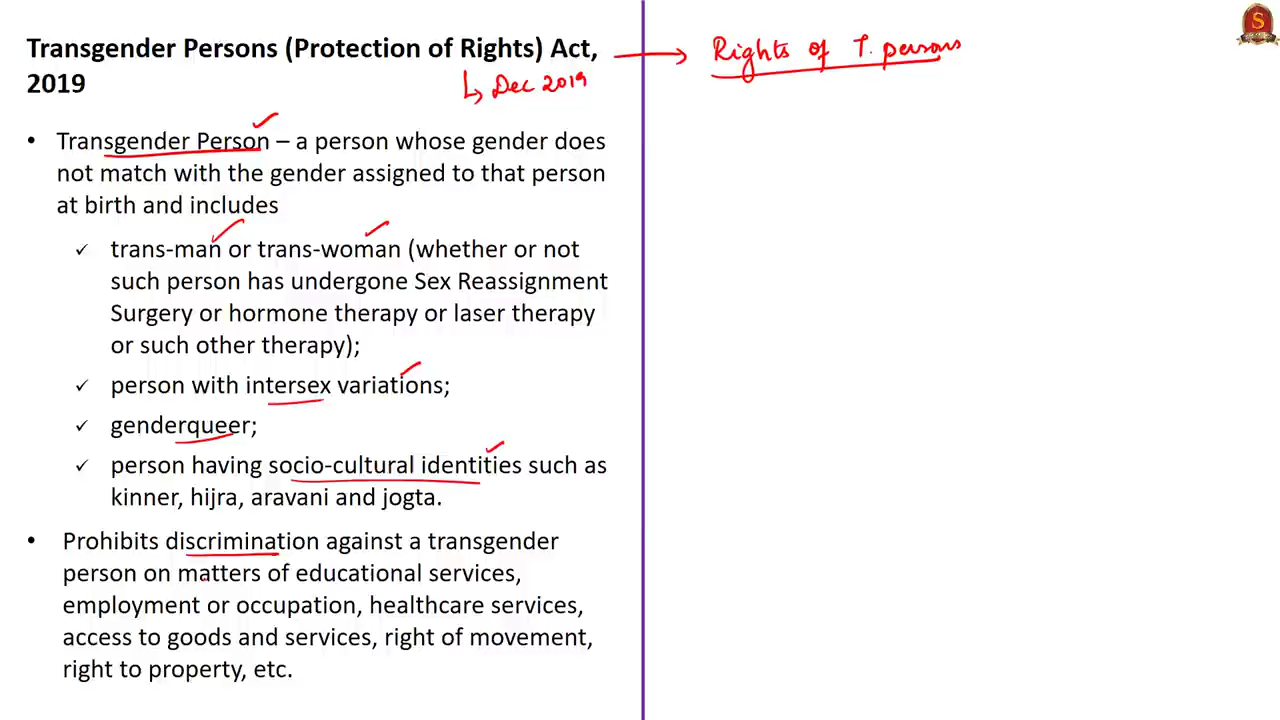 Transgender Persons (Protection of Rights) Act,
2019
Dec 2019
• Transgender Person – a person whose gender does
not match with the gender assigned to that person
at birth and includes
✓ trans-man or trans-woman (whether or not
such person has undergone Sex Reassignment
Surgery or hormone therapy or laser therapy
or such other therapy);
✓ person with intersex variations;
✓ genderqueer;
✓ person having socio-cultural identities such as
kinner, hijra, aravani and jogta.
• Prohibits discrimination against a transgender
person on matters of educational services,
employment or occupation, healthcare services,
access to goods and services, right of movement,
right to property, etc.
Rights of T. persons
S